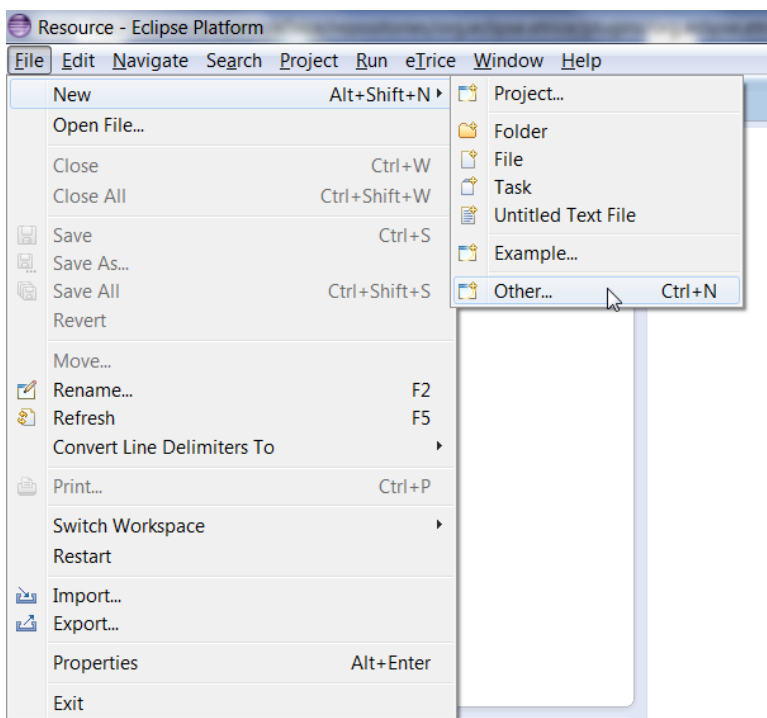 Resource - Eclipse Platform
File Edit Navigate Search Project Run eTrice Window Help
New Alt+Shift+N
Open File...
Close Ctrl+W
Close All Ctrl+Shift+W
Save Ctrl+S
Save As...
Save All Ctrl+Shift+S
Revert
Move...
Rename... F2
Refresh F5
Convert Line Delimiters To
Print... Ctrl+P
Switch Workspace
Restart
Import...
Export...
Properties Alt+Enter
Exit
Project...
Folder
File
Task
Untitled Text File
Example...
Other... Ctrl+N